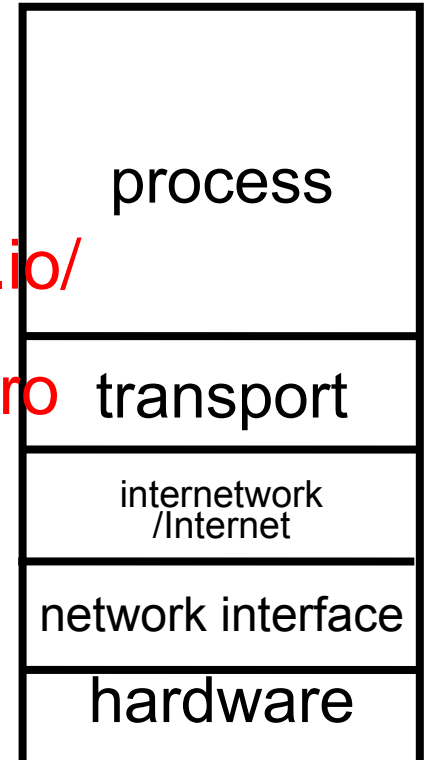 process
.io/
ro transport
internetwork
/Internet
network interface
hardware